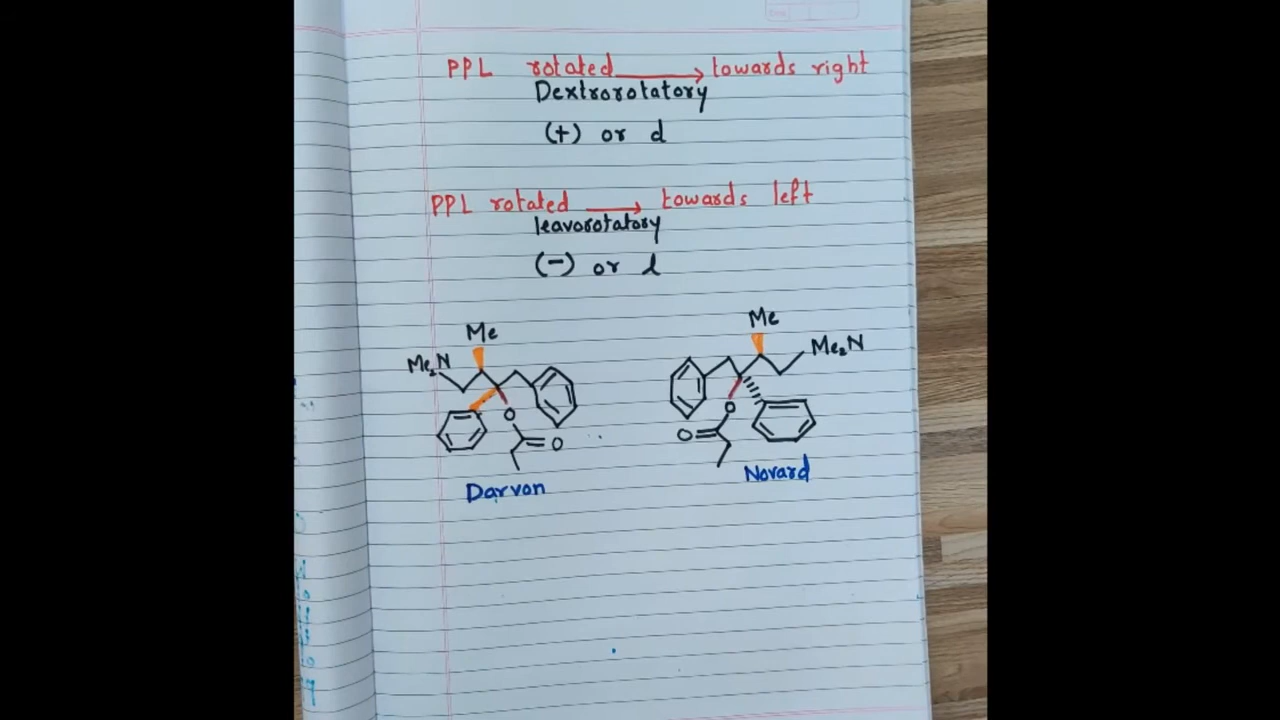 PPL rotated → towards right
Dextrorotatory
(+) or d
PPL rotated → towards left
leavorotatory
(-) or l
Me
Me₂N
O
O
Darvon
Me
Me₂N
O
O
Novard